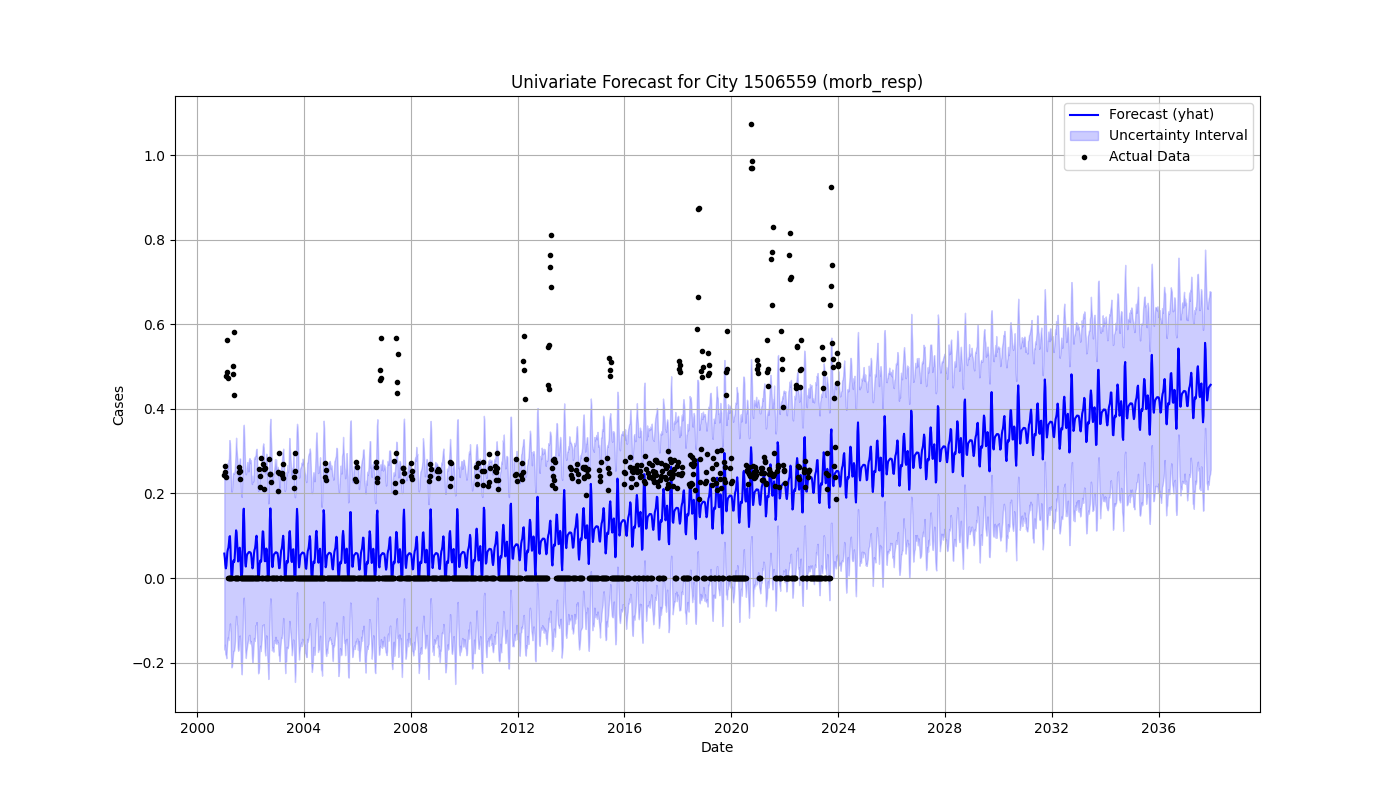 Univariate Forecast for City 1506559 (morb_resp)
Forecast (yhat)
Uncertainty Interval
Actual Data
Cases
1.0
0.8
0.6
0.4
0.2
0.0
−0.2
2000 2004 2008 2012 2016 2020 2024 2028 2032 2036
Date